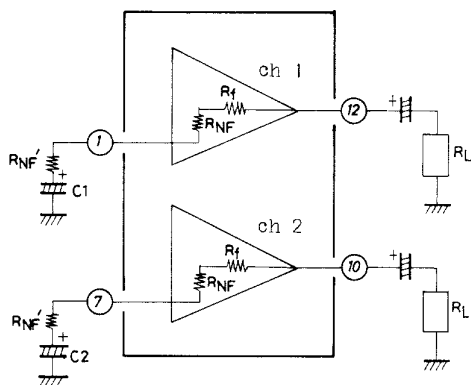 ch 1
Rf
RNF
1
12
+
RNF'
+
C1
RL
ch 2
Rf
RNF
7
10
+
RNF'
+
C2
RL